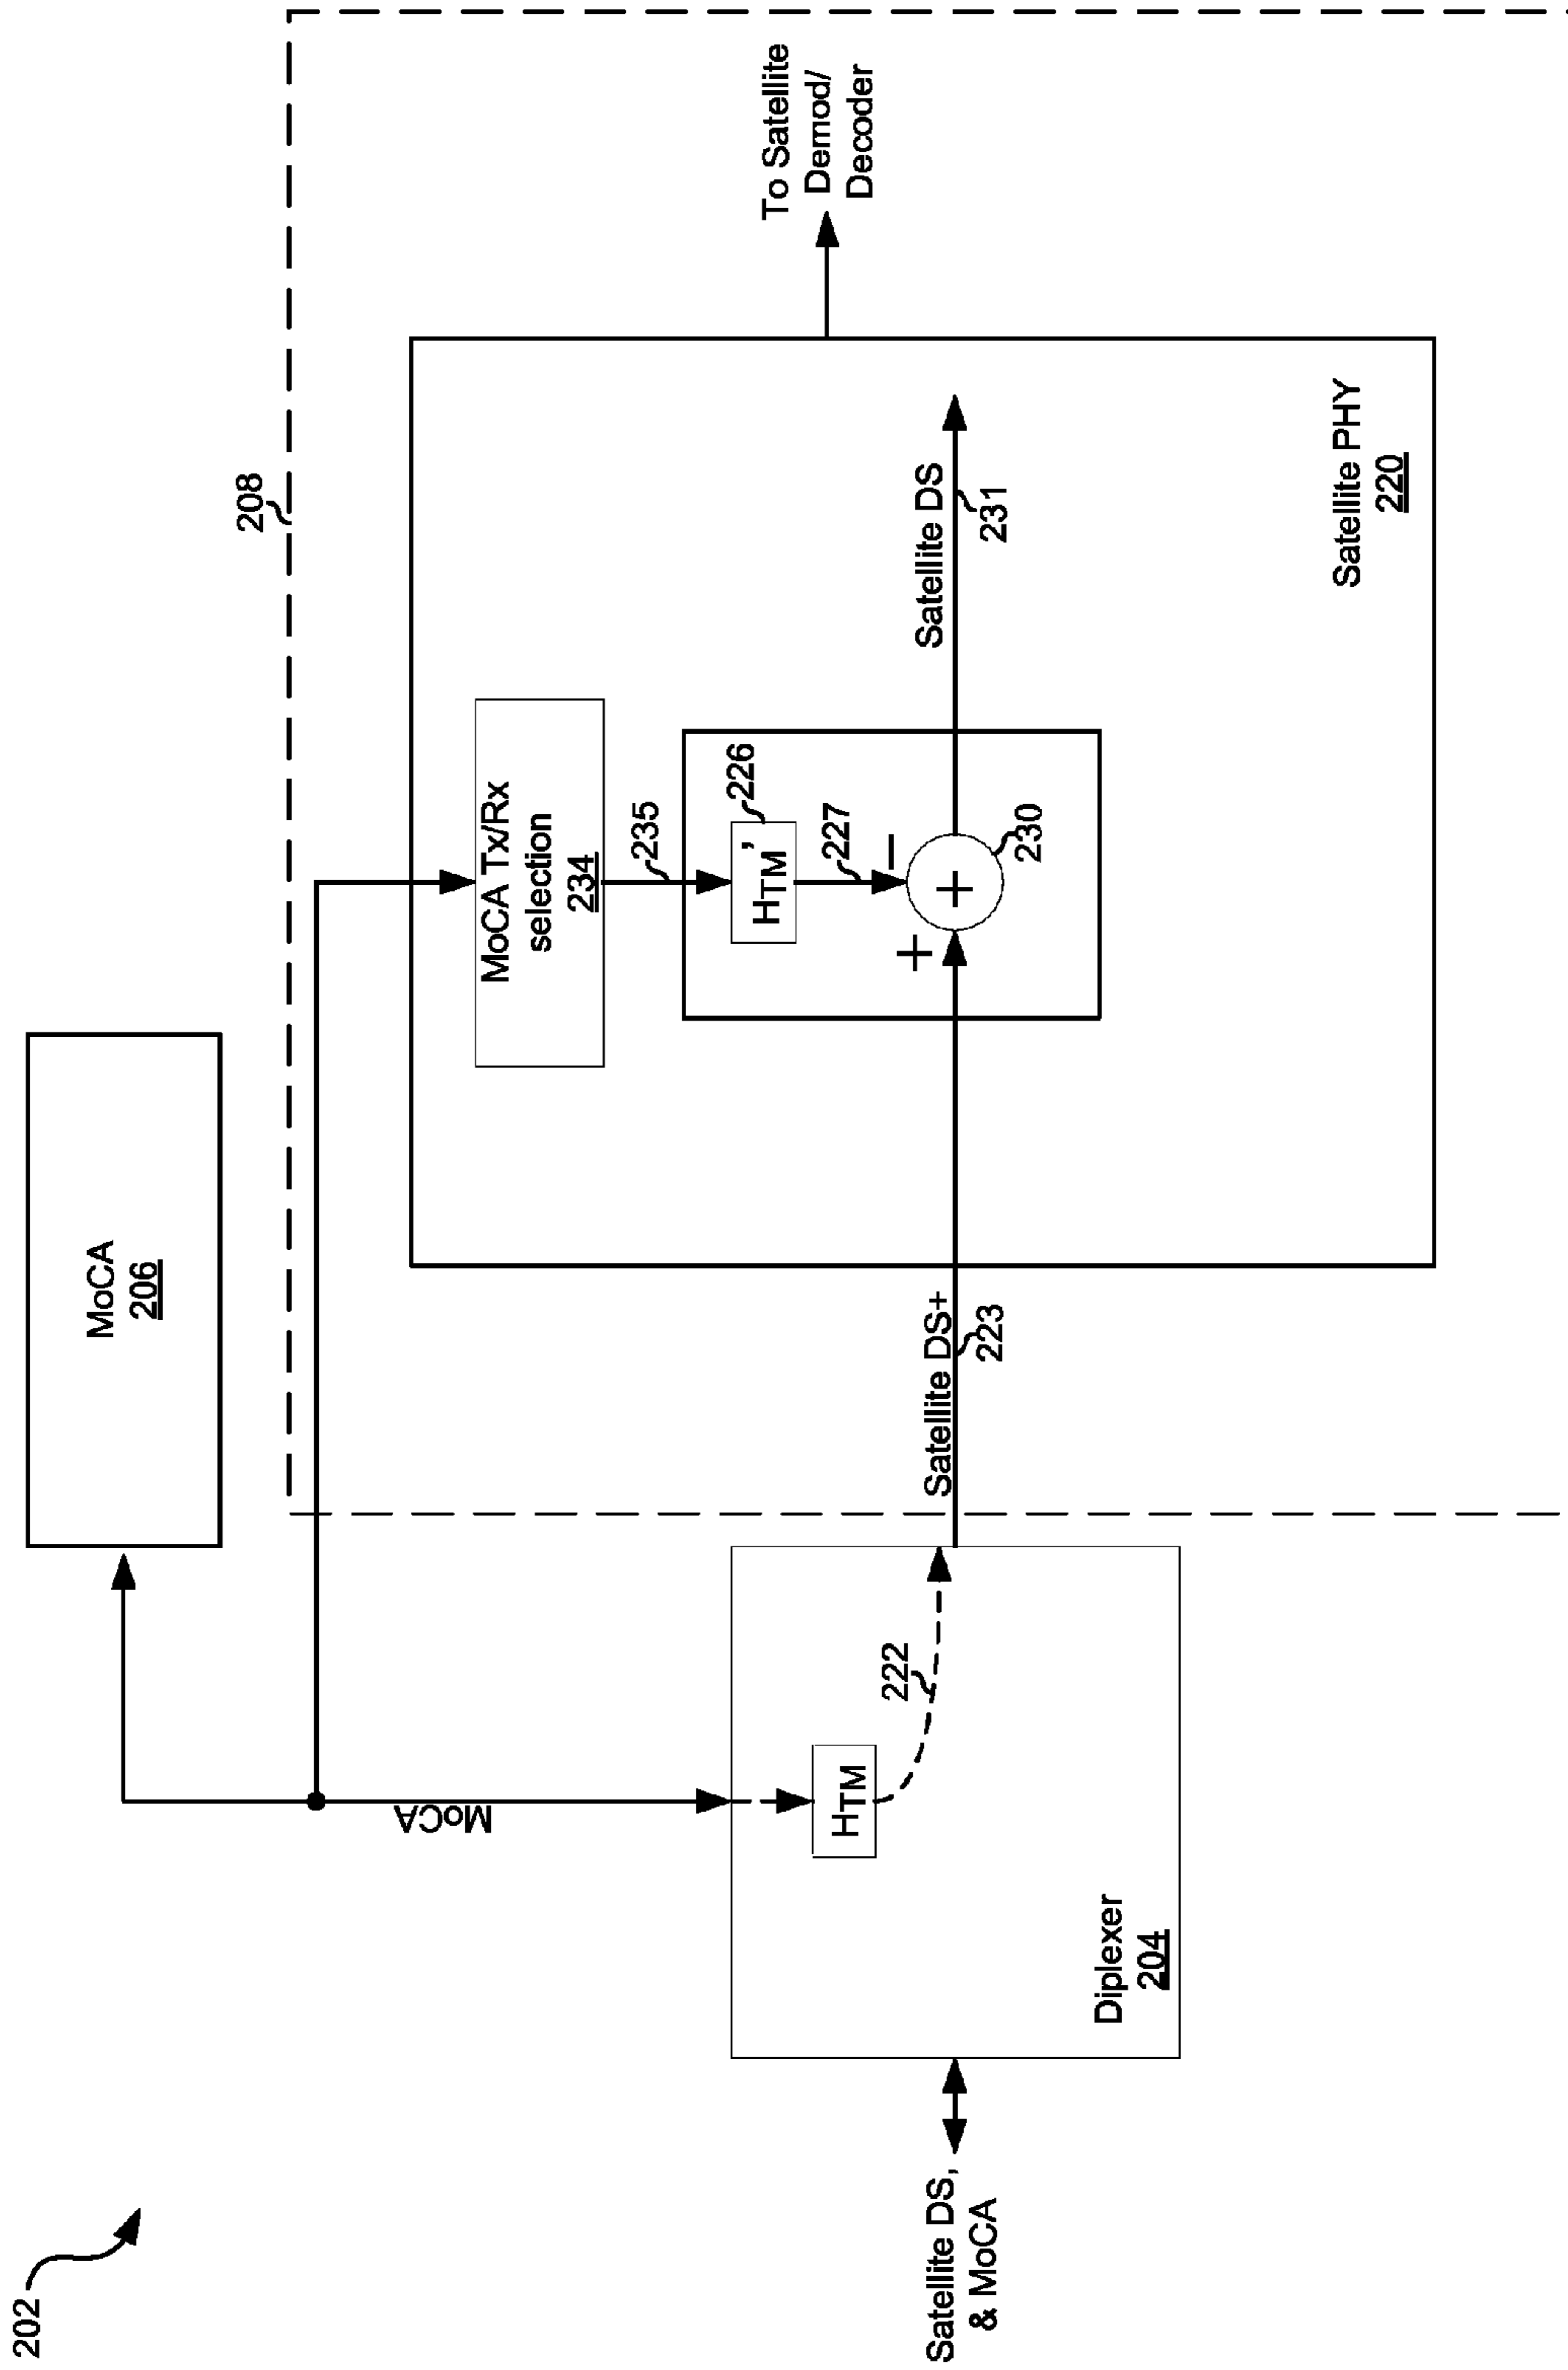 202
MoCA
206
208
MoCA
MoCA Tx/Rx
selection
234
235
HTM'
226
227
−
+
+
230
Satellite DS
231
To Satellite
Demod/
Decoder
Satellite DS+
223
HTM
222
Diplexer
204
Satellite DS,
& MoCA
Satellite PHY
220